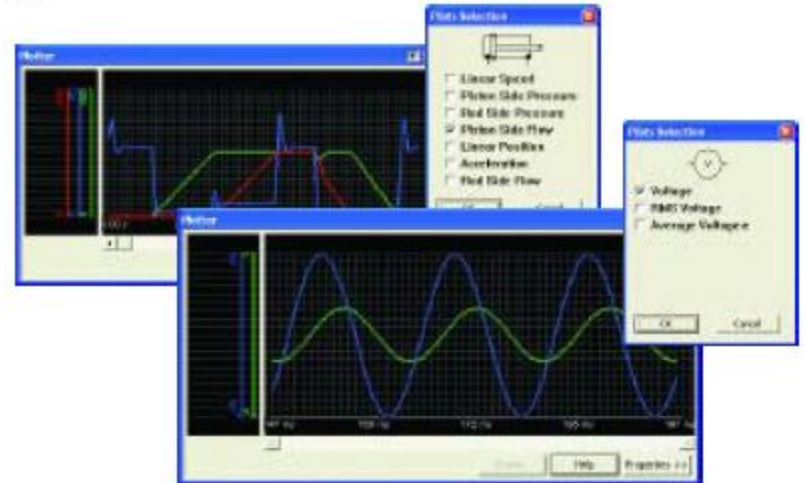 Plotter
Plots Selection
Linear Speed
Piston Side Pressure
Rod Side Pressure
Piston Side Flow
Linear Position
Acceleration
Rod Side Flow
Plots Selection
V
Voltage
RMS Voltage
Average Voltagee
OK
Cancel
Plotter
Help
Properties >>